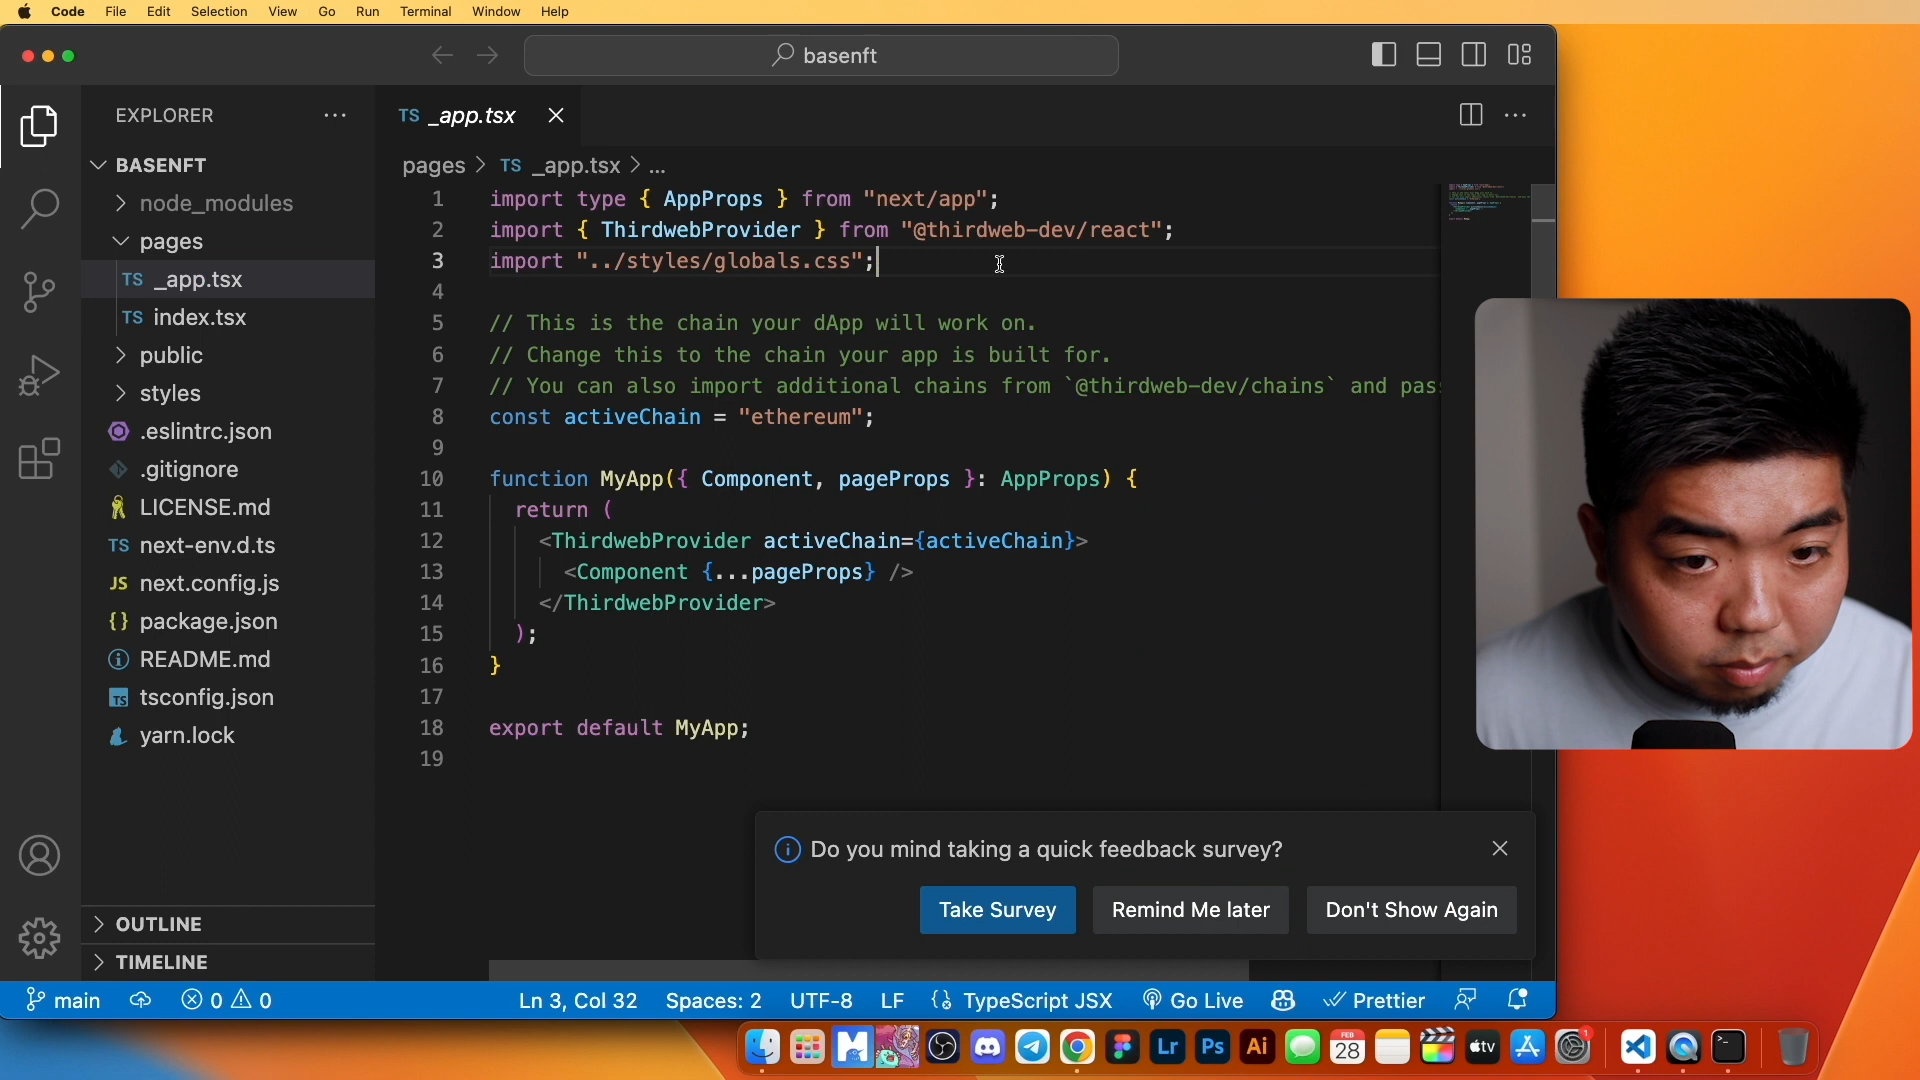 Code File Edit Selection View Go Run Terminal Window Help
basenft
EXPLORER
BASENFT
node_modules
pages
TS _app.tsx
TS index.tsx
public
styles
.eslintrc.json
.gitignore
LICENSE.md
TS next-env.d.ts
JS next.config.js
{} package.json
README.md
TS tsconfig.json
yarn.lock
OUTLINE
TIMELINE
TS _app.tsx
pages > TS _app.tsx > ...
1 import type { AppProps } from "next/app";
2 import { ThirdwebProvider } from "@thirdweb-dev/react";
3 import "../styles/globals.css";
4
5 // This is the chain your dApp will work on.
6 // Change this to the chain your app is built for.
7 // You can also import additional chains from `@thirdweb-dev/chains` and pas
8 const activeChain = "ethereum";
9
10 function MyApp({ Component, pageProps }: AppProps) {
11 return (
12 <ThirdwebProvider activeChain={activeChain}>
13 <Component {...pageProps} />
14 </ThirdwebProvider>
15 );
16 }
17
18 export default MyApp;
19
Do you mind taking a quick feedback survey?
Take Survey Remind Me later Don't Show Again
main 0 0 Ln 3, Col 32 Spaces: 2 UTF-8 LF {} TypeScript JSX Go Live Prettier
Lr Ps Ai FEB 28 tv 1